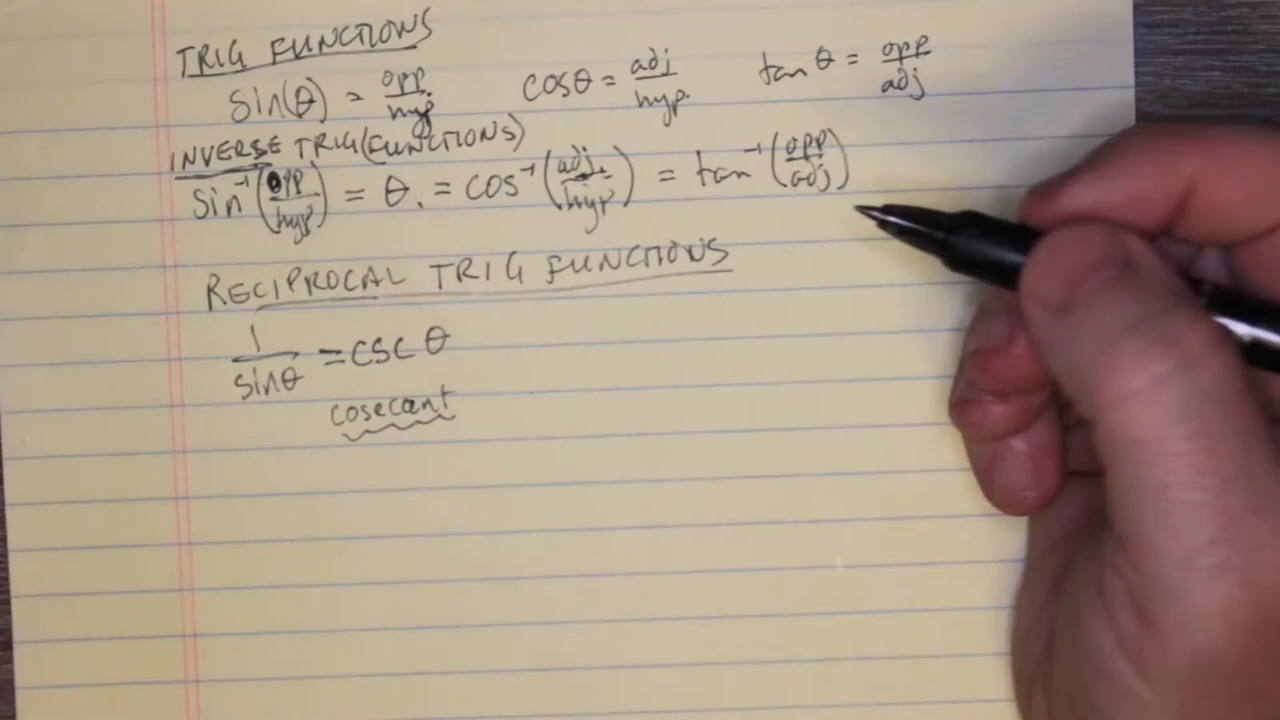 TRIG FUNCTIONS
sin(θ) = opp./hyp cosθ = adj/hyp. tan θ = opp/adj
INVERSE TRIG (FUNCTIONS)
sin⁻¹(opp./hyp) = θ. = cos⁻¹(adj./hyp) = tan⁻¹(opp/adj)
RECIPROCAL TRIG FUNCTIONS
1/sinθ = csc θ
cosecant